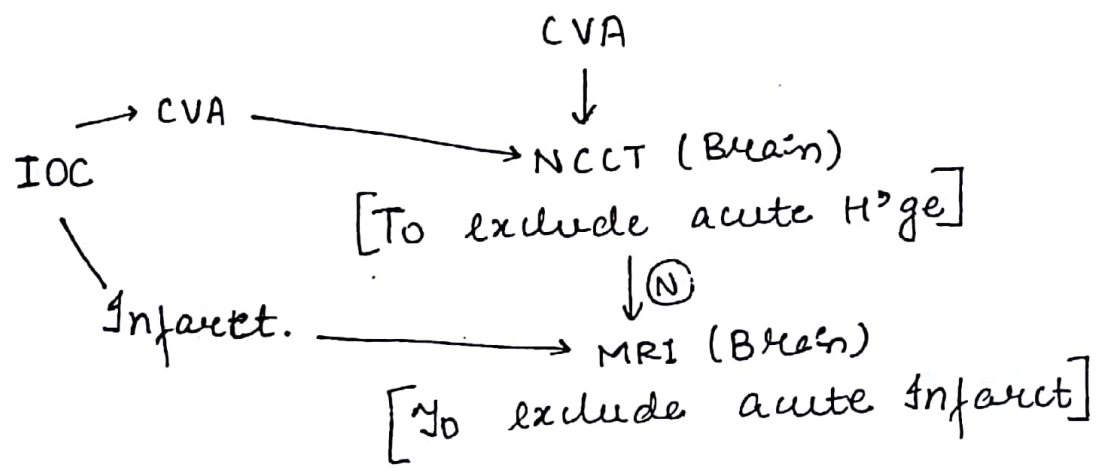 CVA
↓
IOC → CVA → NCCT (Brain)
[To exclude acute H'ge]
↓ Ⓝ
Infarct. → MRI (Brain)
[To exclude acute Infarct]